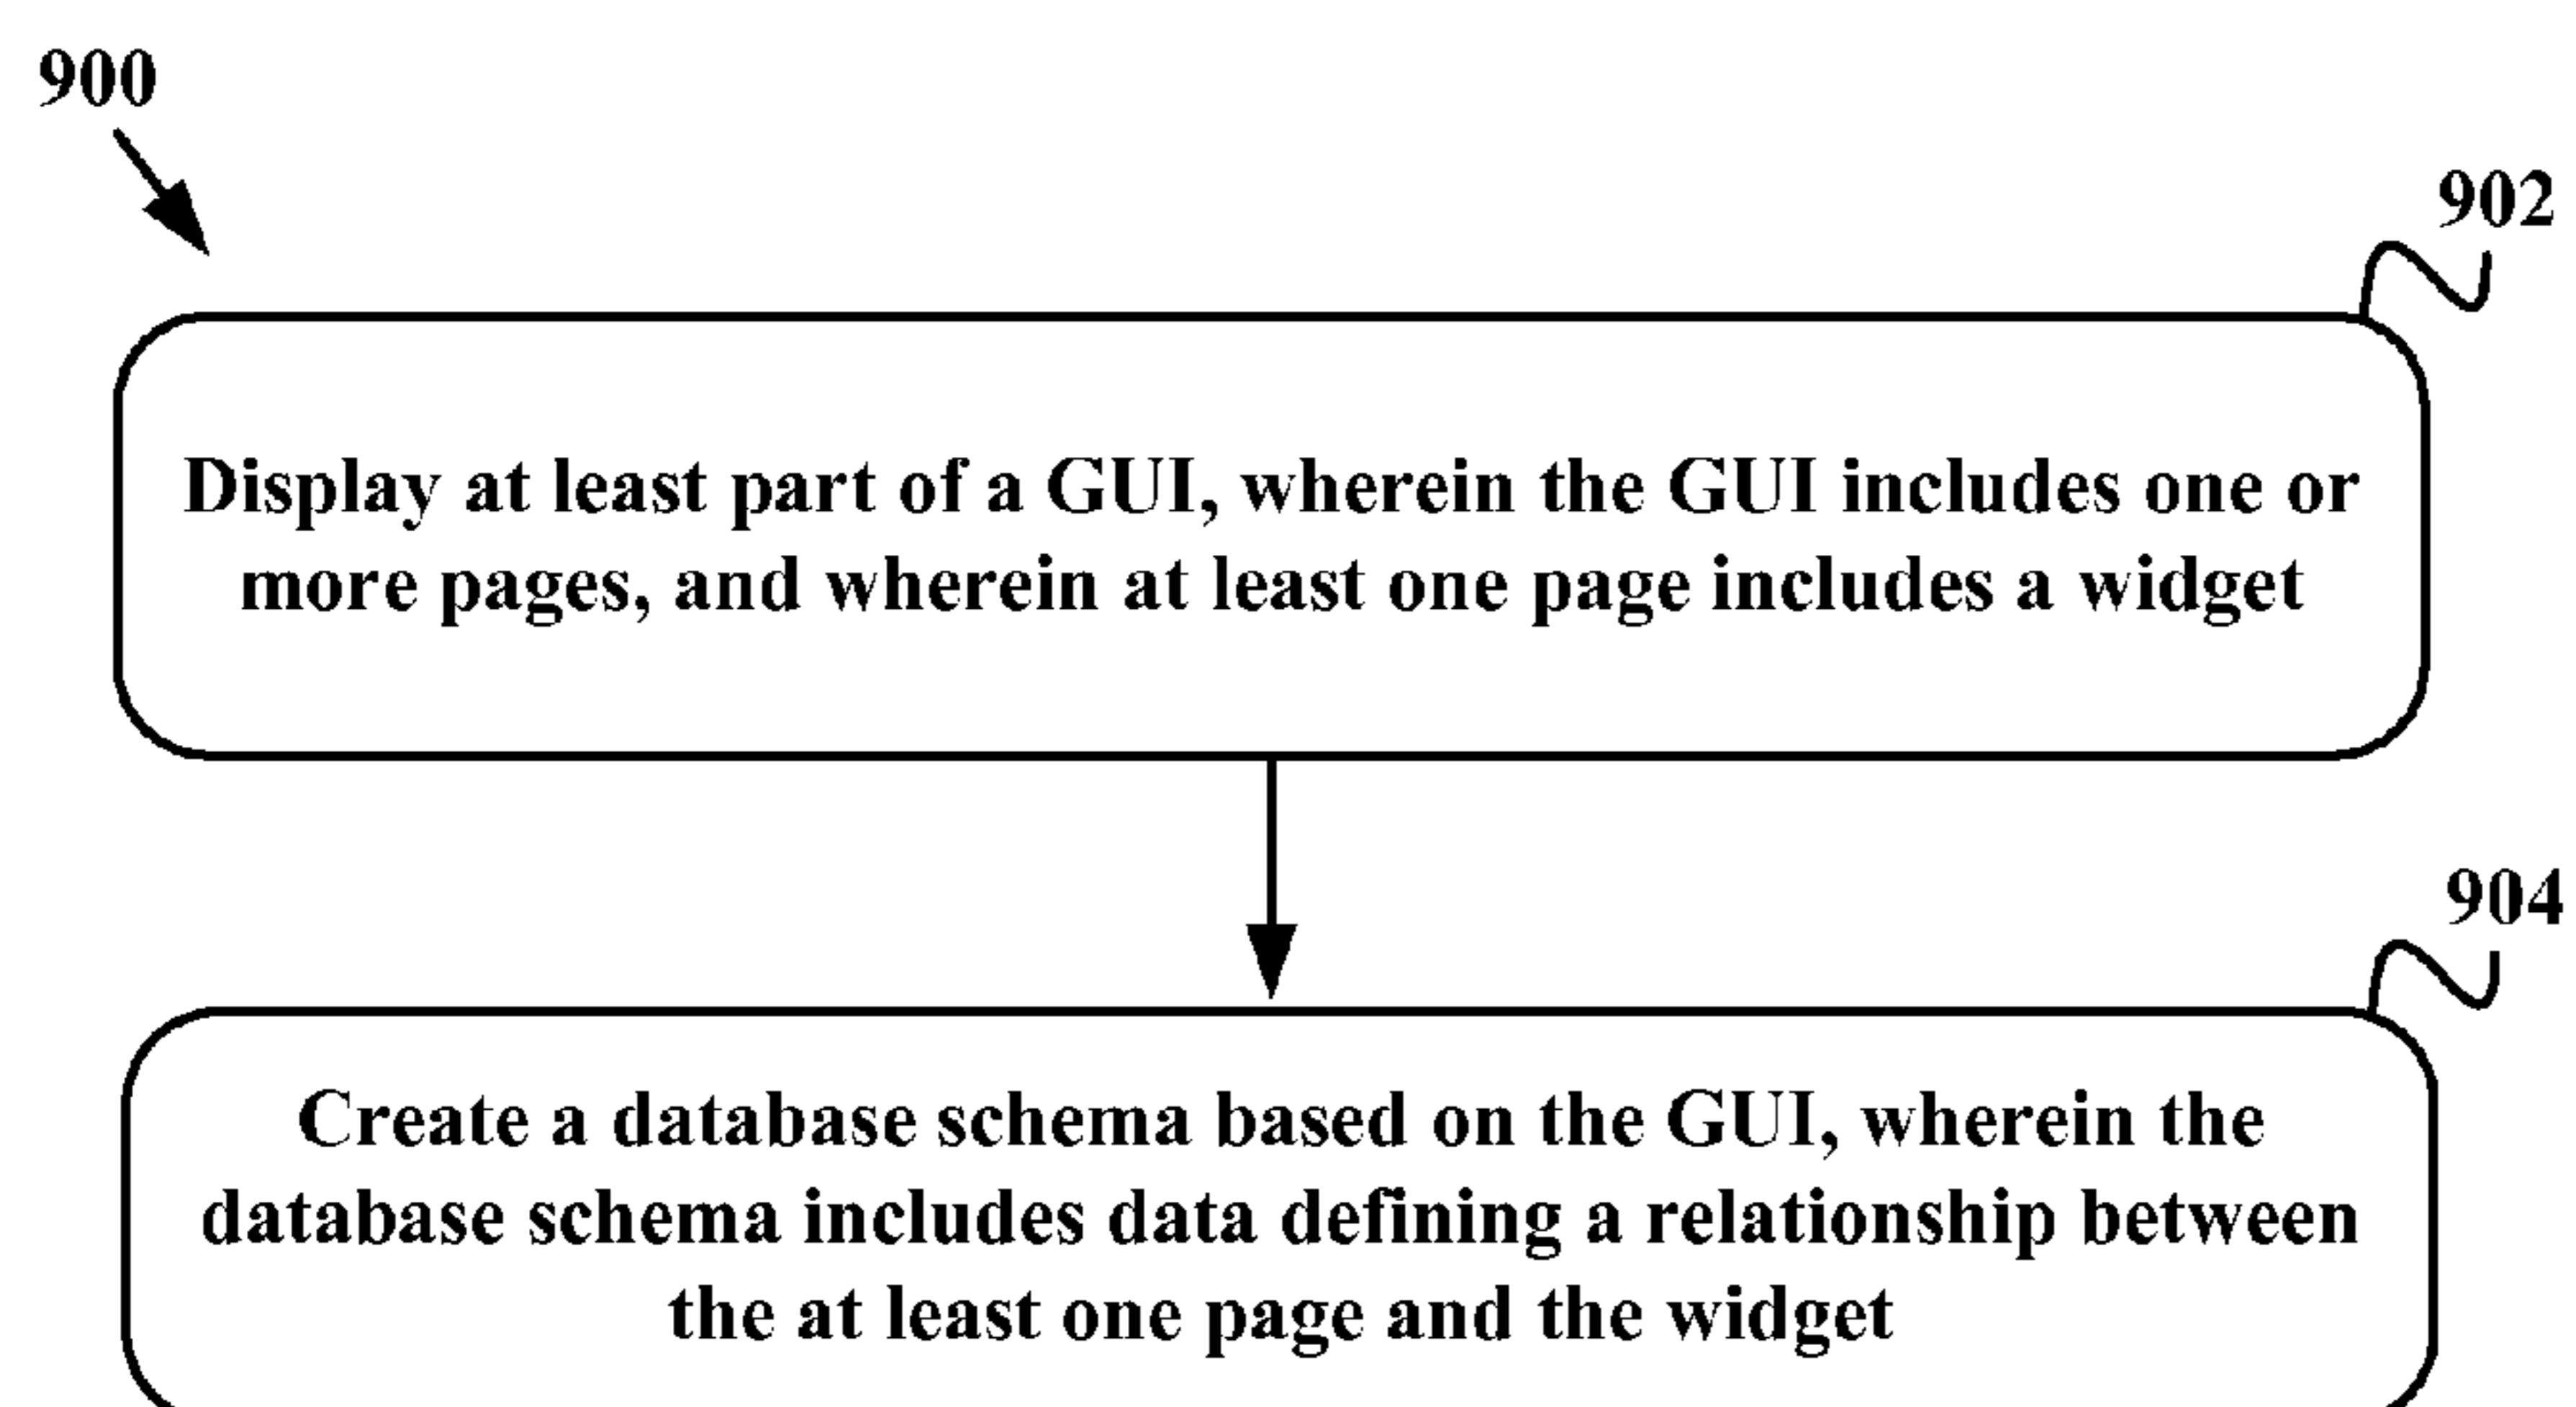 900
902
Display at least part of a GUI, wherein the GUI includes one or
more pages, and wherein at least one page includes a widget
904
Create a database schema based on the GUI, wherein the
database schema includes data defining a relationship between
the at least one page and the widget